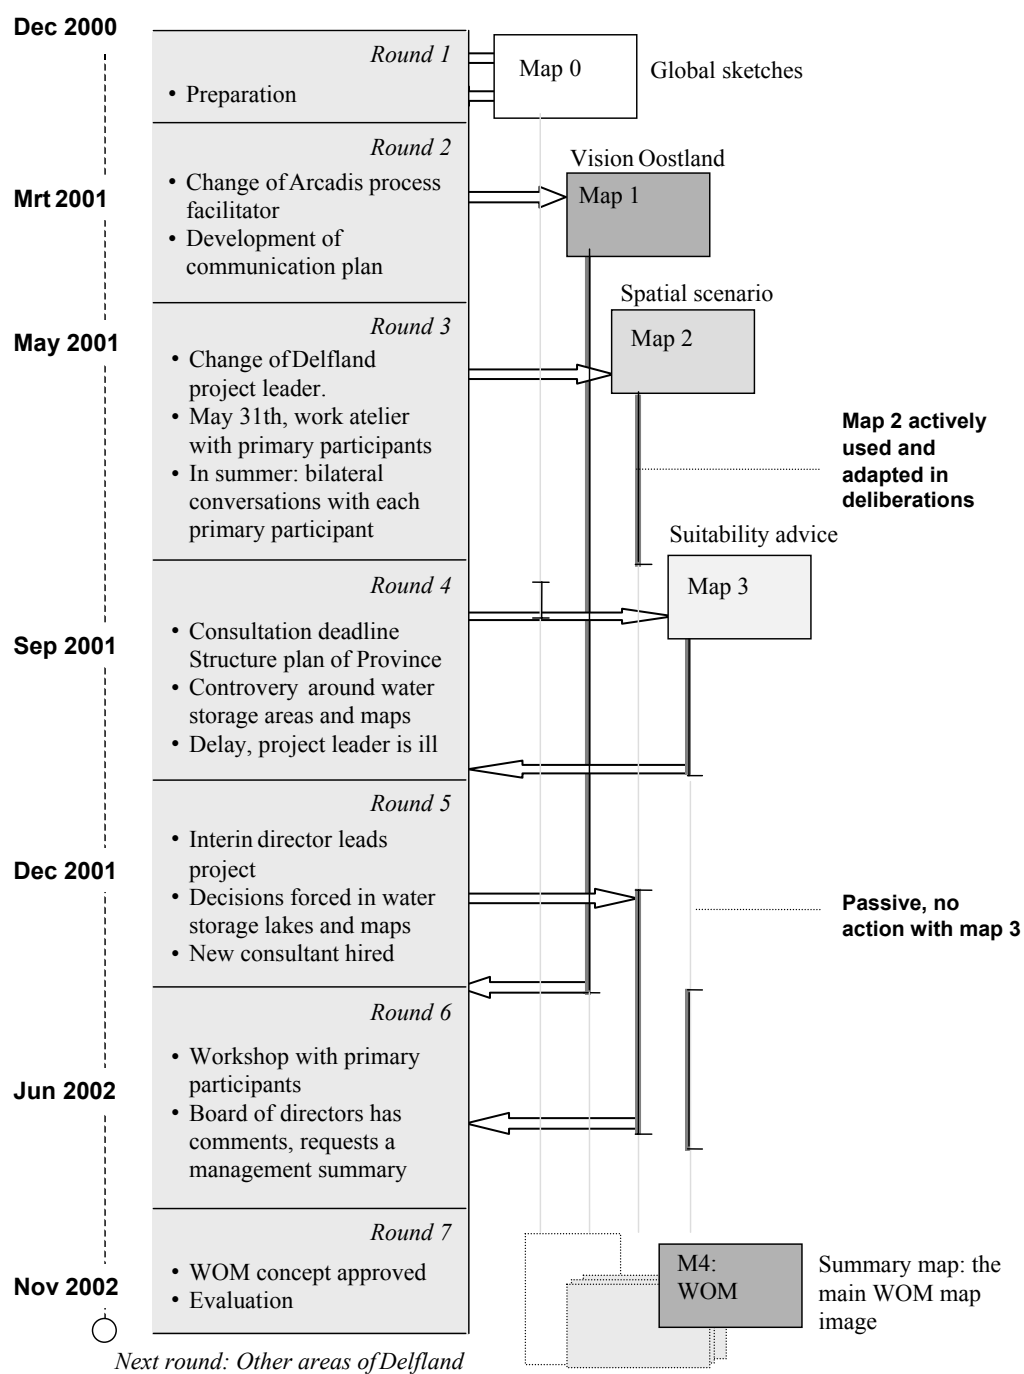 Dec 2000
Round 1
• Preparation
Map 0
Global sketches
Round 2
Mrt 2001
• Change of Arcadis process
facilitator
• Development of
communication plan
Vision Oostland
Map 1
Spatial scenario
Map 2
May 2001
Round 3
• Change of Delfland
project leader.
• May 31th, work atelier
with primary participants
• In summer: bilateral
conversations with each
primary participant
Map 2 actively
used and
adapted in
deliberations
Suitability advice
Map 3
Round 4
Sep 2001
• Consultation deadline
Structure plan of Province
• Controvery around water
storage areas and maps
• Delay, project leader is ill
Round 5
Dec 2001
• Interin director leads
project
• Decisions forced in water
storage lakes and maps
• New consultant hired
Passive, no
action with map 3
Round 6
Jun 2002
• Workshop with primary
participants
• Board of directors has
comments, requests a
management summary
Round 7
Nov 2002
• WOM concept approved
• Evaluation
M4:
WOM
Summary map: the
main WOM map
image
Next round: Other areas of Delfland